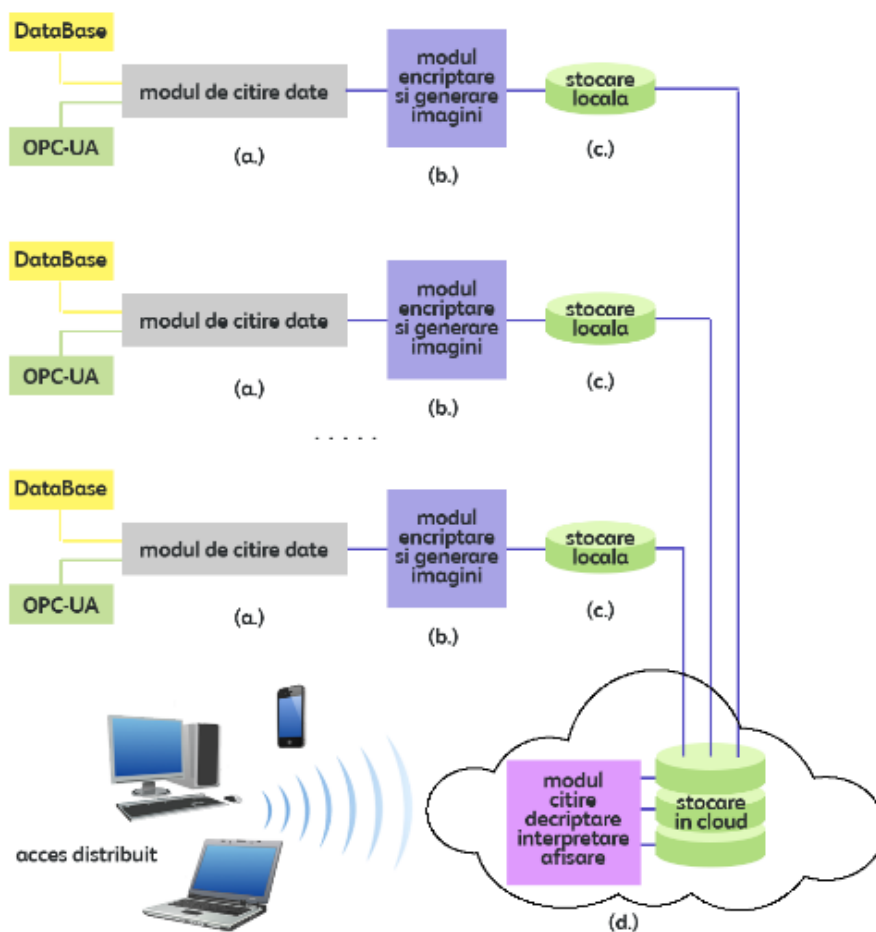 DataBase
modul de citire date
OPC-UA
(a.)
modul
encriptare
si generare
imagini
(b.)
stocare
locala
(c.)
DataBase
modul de citire date
OPC-UA
(a.)
modul
encriptare
si generare
imagini
(b.)
stocare
locala
(c.)
. . . . .
DataBase
modul de citire date
OPC-UA
(a.)
modul
encriptare
si generare
imagini
(b.)
stocare
locala
(c.)
acces distribuit
modul
citire
decriptare
interpretare
afisare
stocare
in cloud
(d.)